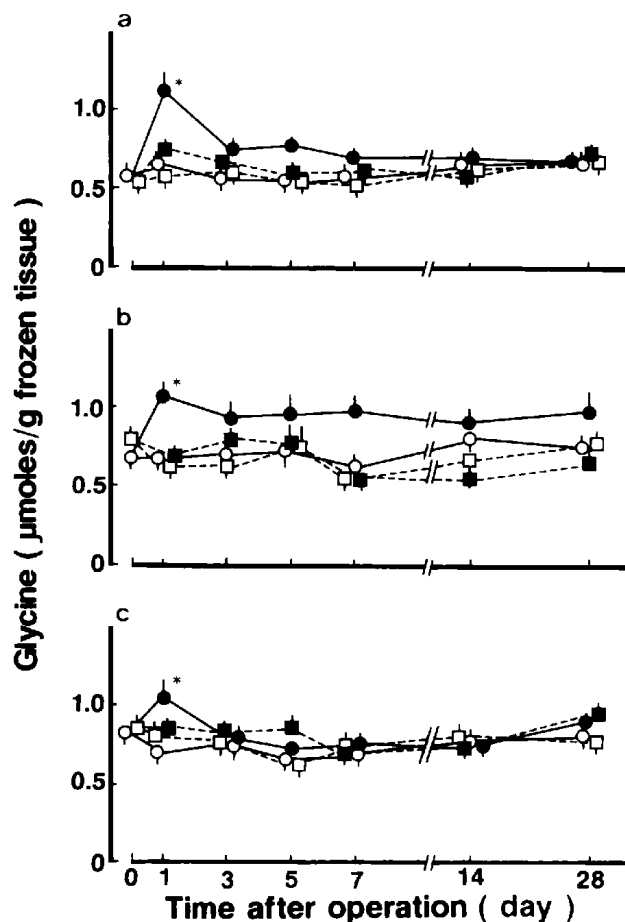 a
*
1.0
0.5
0
b
*
1.0
0.5
0
c
*
1.0
0.5
0
Glycine ( μmoles/g frozen tissue )
0 1 3 5 7 14 28
Time after operation ( day )